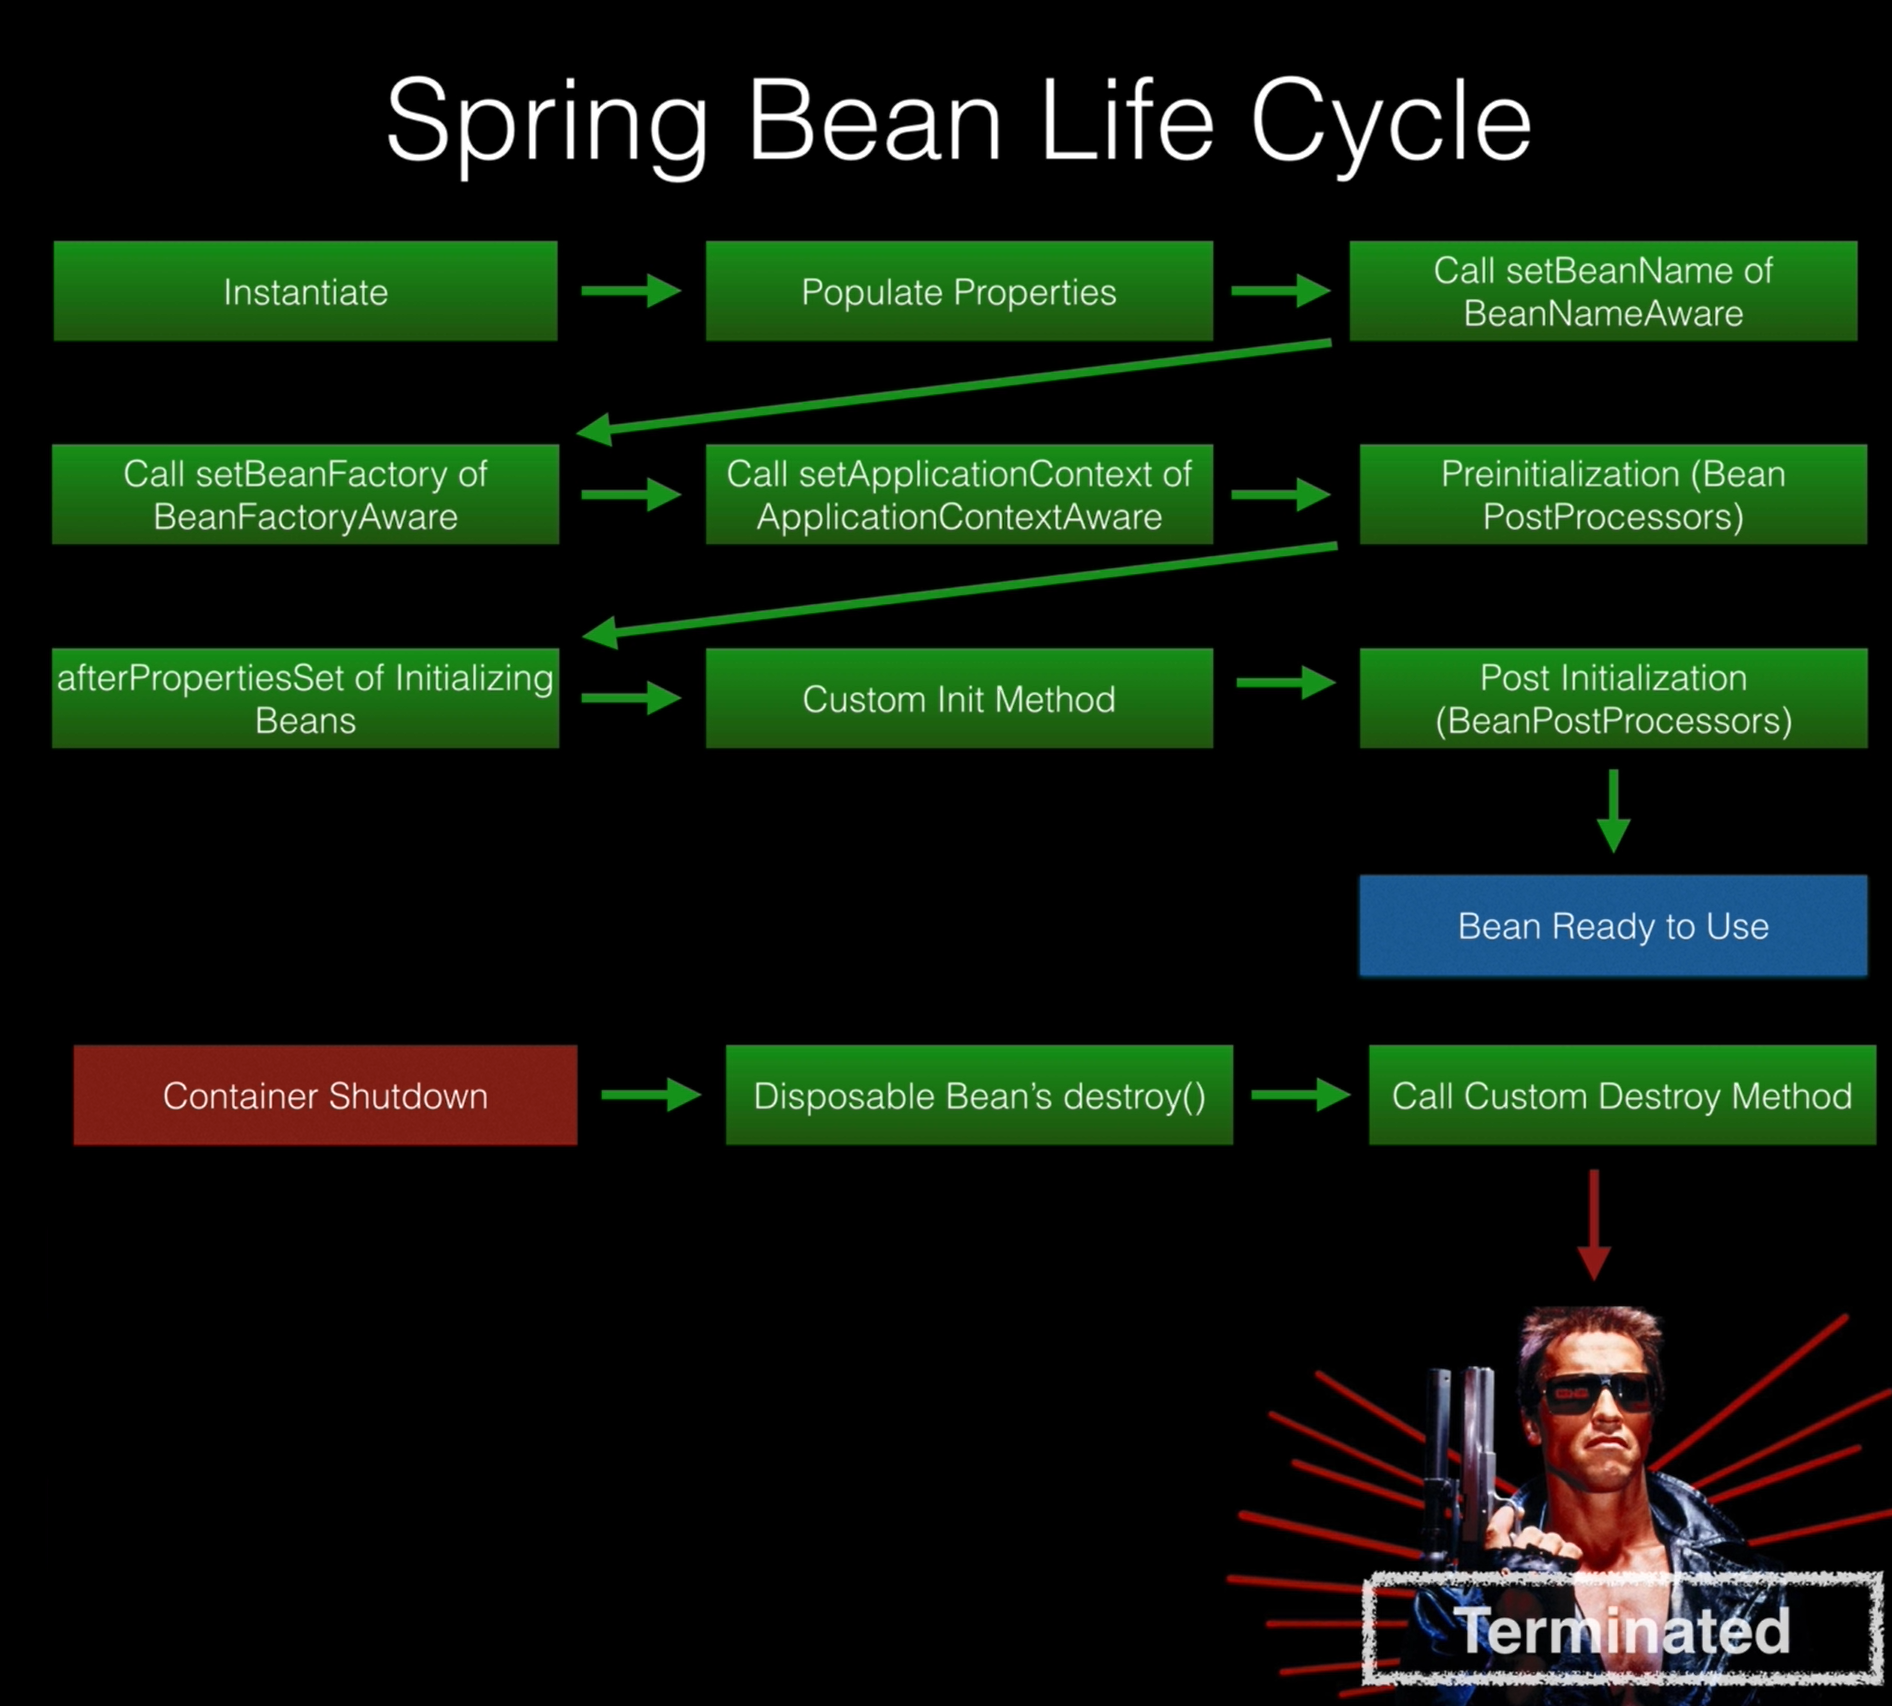 Spring Bean Life Cycle
Instantiate
Populate Properties
Call setBeanName of
BeanNameAware
Call setBeanFactory of
BeanFactoryAware
Call setApplicationContext of
ApplicationContextAware
Preinitialization (Bean
PostProcessors)
afterPropertiesSet of Initializing
Beans
Custom Init Method
Post Initialization
(BeanPostProcessors)
Bean Ready to Use
Container Shutdown
Disposable Bean’s destroy()
Call Custom Destroy Method
Terminated